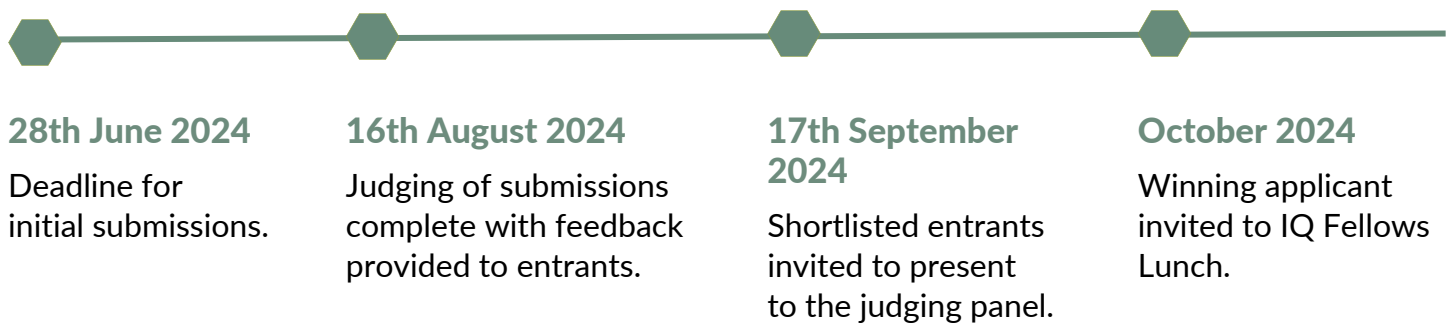 28th June 2024
Deadline for
initial submissions.
16th August 2024
Judging of submissions
complete with feedback
provided to entrants.
17th September
2024
Shortlisted entrants
invited to present
to the judging panel.
October 2024
Winning applicant
invited to IQ Fellows
Lunch.